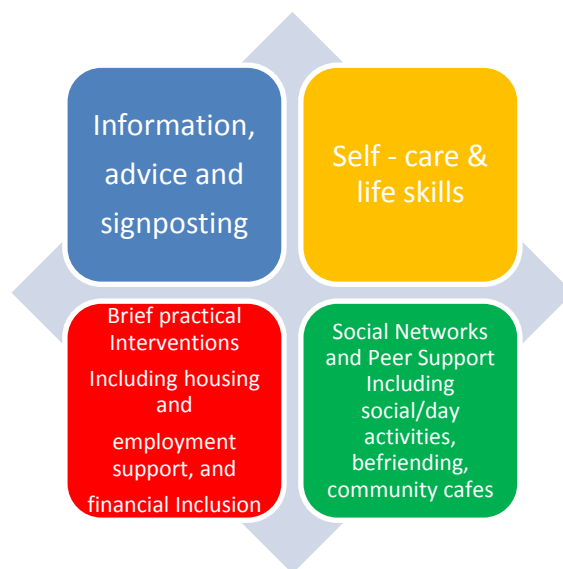 Information,
advice and
signposting
Self - care &
life skills
Brief practical
Interventions
Including housing
and
employment
support, and
financial Inclusion
Social Networks
and Peer Support
Including
social/day
activities,
befriending,
community cafes